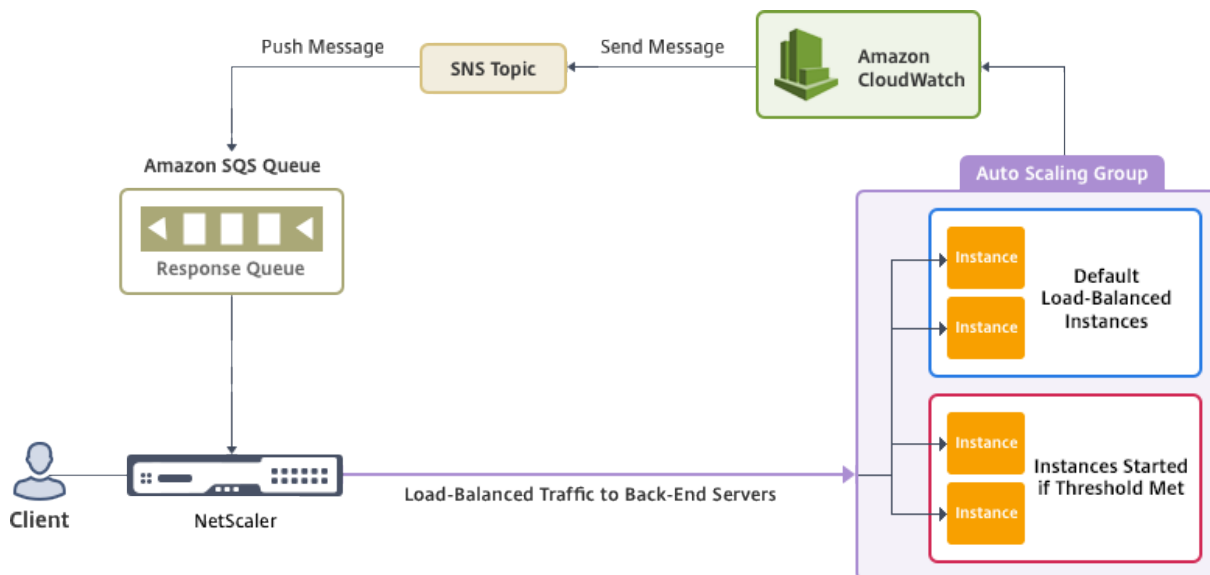 Push Message
Send Message
SNS Topic
Amazon
CloudWatch
Amazon SQS Queue
Response Queue
Auto Scaling Group
Instance
Instance
Default
Load-Balanced
Instances
Instance
Instance
Instances Started
if Threshold Met
Client
NetScaler
Load-Balanced Traffic to Back-End Servers